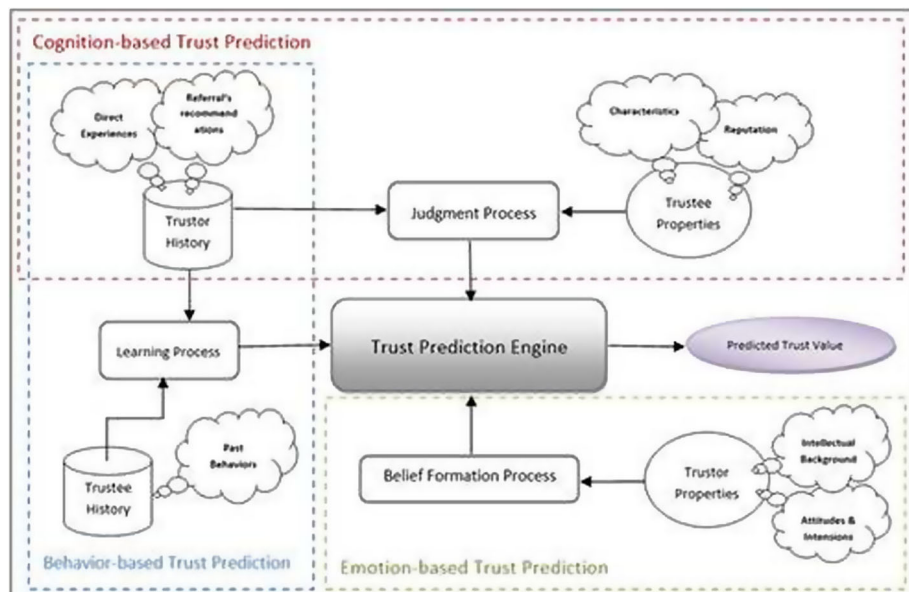 Cognition-based Trust Prediction
Direct
Experiences
Referral's
recommend
ations
Characteristics
Reputation
Trustor
History
Judgment Process
Trustee
Properties
Learning Process
Trust Prediction Engine
Predicted Trust Value
Trustee
History
Past
Behaviors
Belief Formation Process
Trustor
Properties
Intellectual
Background
Attitudes &
Intensions
Behavior-based Trust Prediction
Emotion-based Trust Prediction